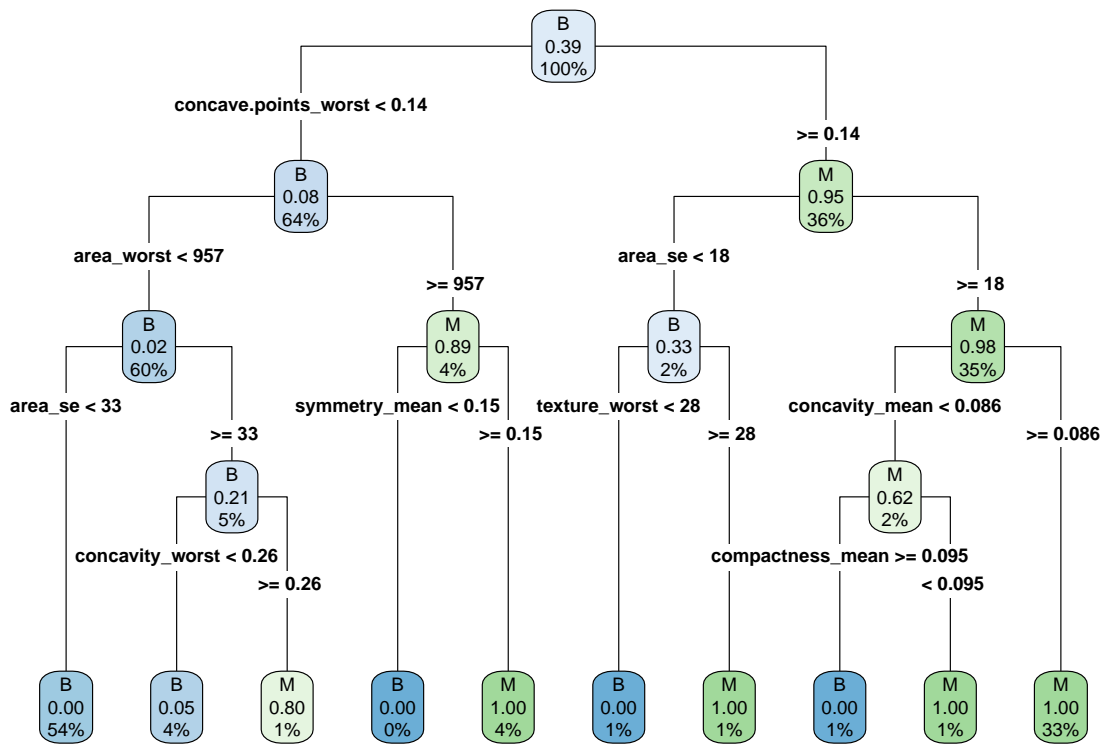 B
0.39
100%
concave.points_worst < 0.14
>= 0.14
B
0.08
64%
M
0.95
36%
area_worst < 957
>= 957
area_se < 18
>= 18
B
0.02
60%
M
0.89
4%
B
0.33
2%
M
0.98
35%
area_se < 33
>= 33
symmetry_mean < 0.15
>= 0.15
texture_worst < 28
>= 28
concavity_mean < 0.086
>= 0.086
B
0.21
5%
M
0.62
2%
concavity_worst < 0.26
>= 0.26
compactness_mean >= 0.095
< 0.095
B
0.00
54%
B
0.05
4%
M
0.80
1%
B
0.00
0%
M
1.00
4%
B
0.00
1%
M
1.00
1%
B
0.00
1%
M
1.00
1%
M
1.00
33%